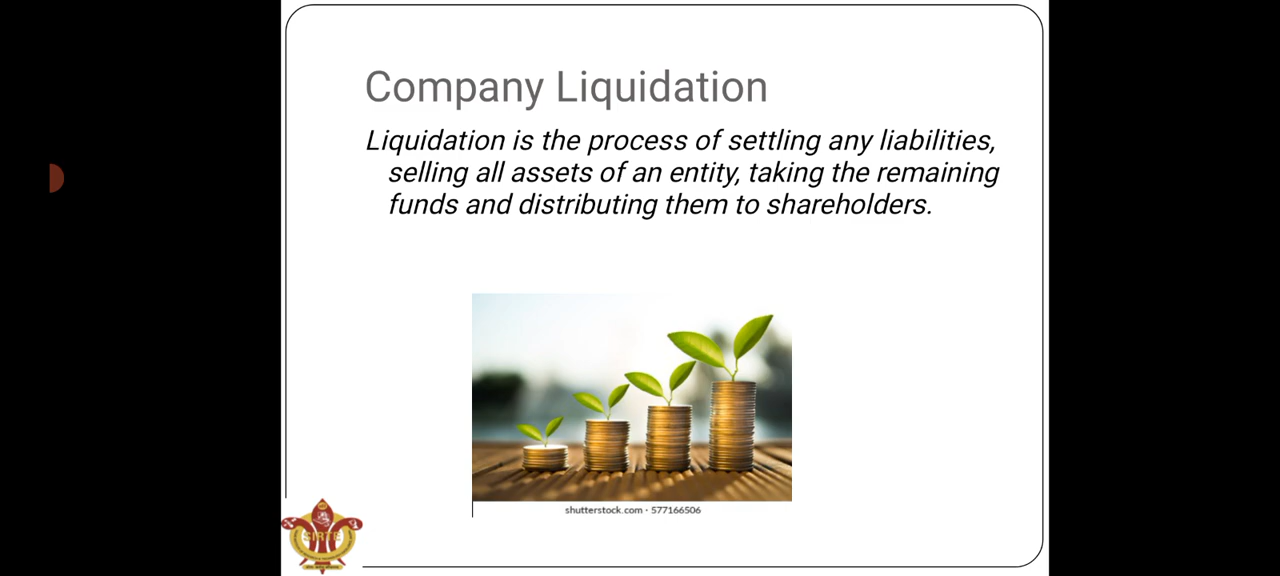 Company Liquidation
Liquidation is the process of settling any liabilities,
selling all assets of an entity, taking the remaining
funds and distributing them to shareholders.
shutterstock.com · 577166506
SIRTE